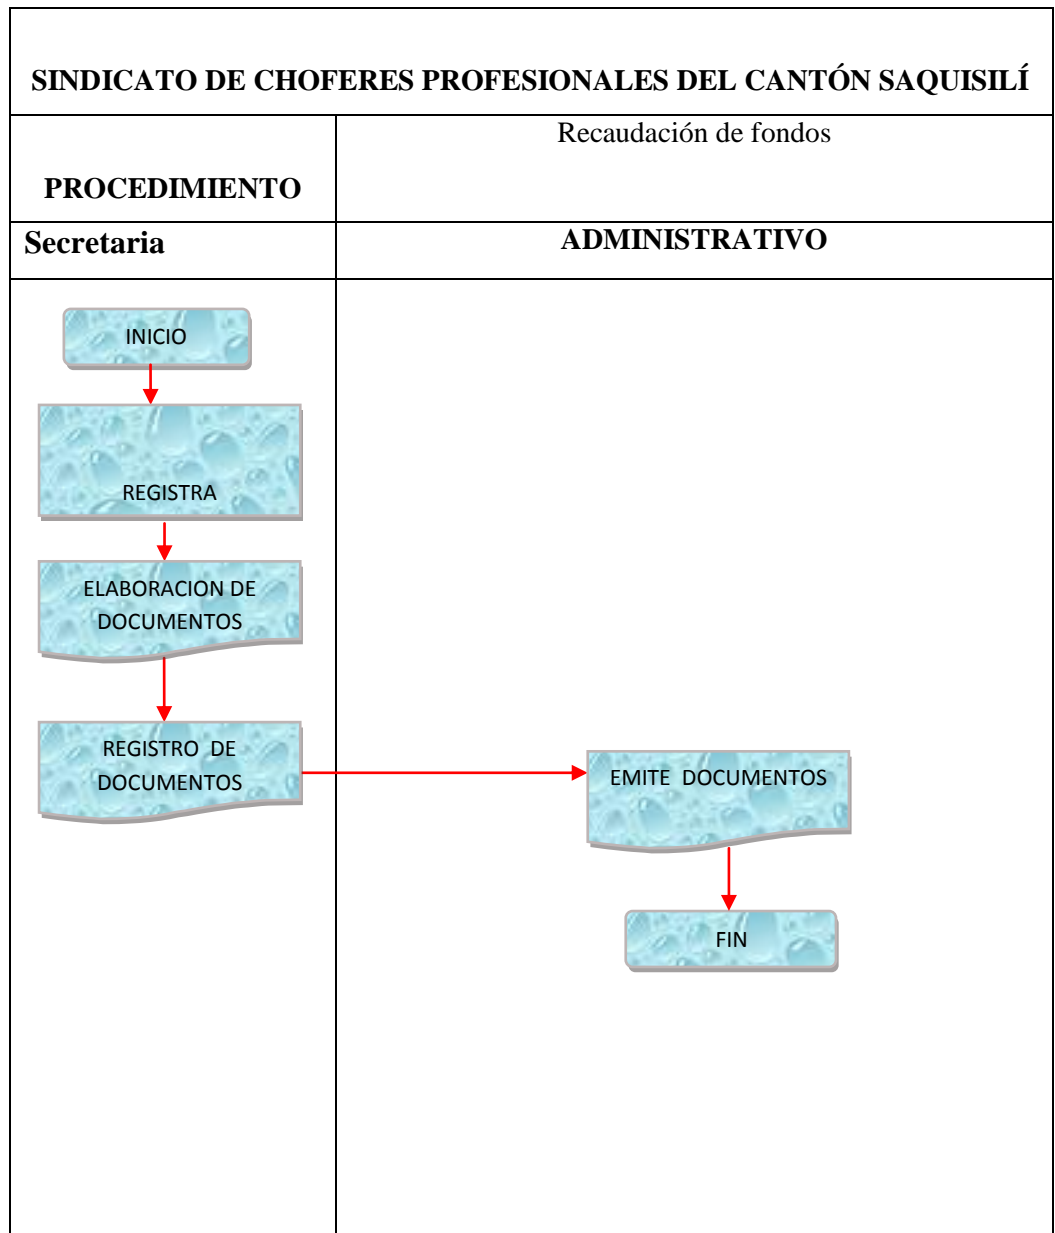 SINDICATO DE CHOFERES PROFESIONALES DEL CANTÓN SAQUISILÍ
PROCEDIMIENTO
Recaudación de fondos
Secretaria
ADMINISTRATIVO
INICIO
REGISTRA
ELABORACION DE
DOCUMENTOS
REGISTRO DE
DOCUMENTOS
EMITE DOCUMENTOS
FIN